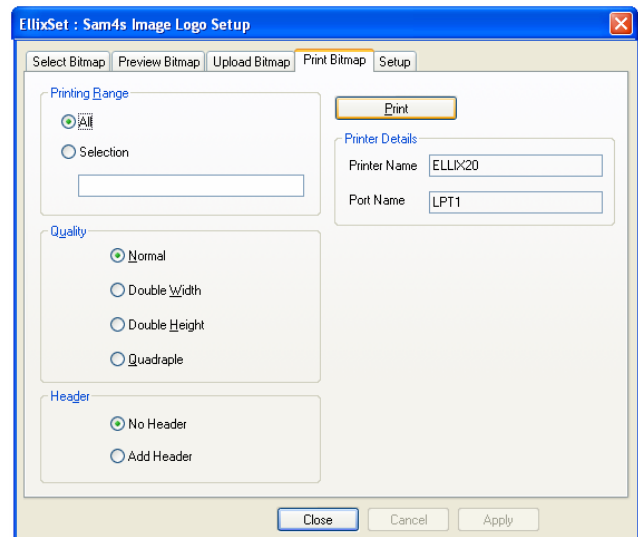 EllixSet : Sam4s Image Logo Setup
Select Bitmap Preview Bitmap Upload Bitmap Print Bitmap Setup
Printing Range
All
Selection
Print
Printer Details
Printer Name ELLIX20
Port Name LPT1
Quality
Normal
Double Width
Double Height
Quadraple
Header
No Header
Add Header
Close Cancel Apply